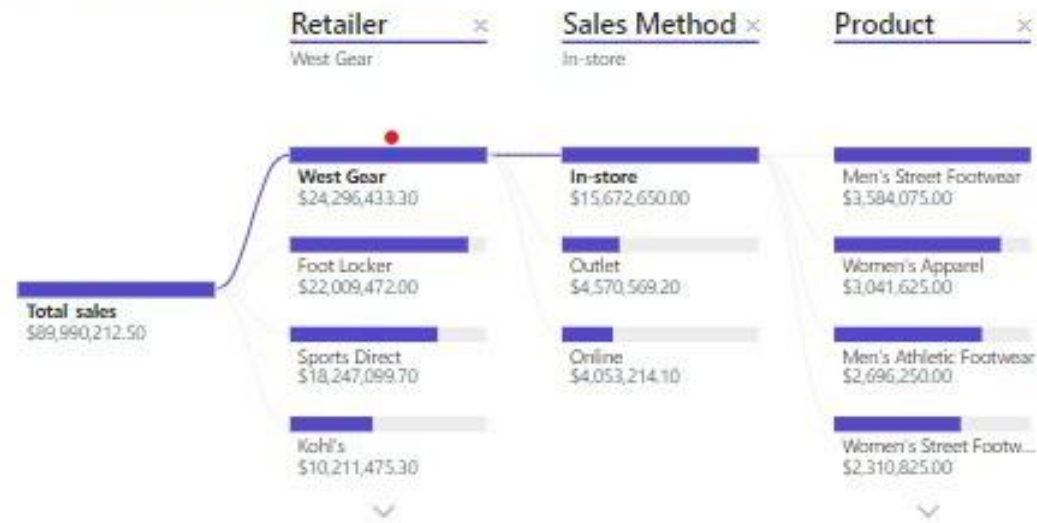 Retailer
Sales Method
Product
West Gear
In-store
West Gear
$24,296,433.30
In-store
$15,672,650.00
Men's Street Footwear
$3,584,075.00
Foot Locker
$22,009,472.00
Outlet
$4,570,569.20
Women's Apparel
$3,041,625.00
Total sales
$89,990,212.50
Sports Direct
$18,247,099.70
Online
$4,053,214.10
Men's Athletic Footwear
$2,696,250.00
Kohl's
$10,211,475.30
Women's Street Footw...
$2,310,825.00